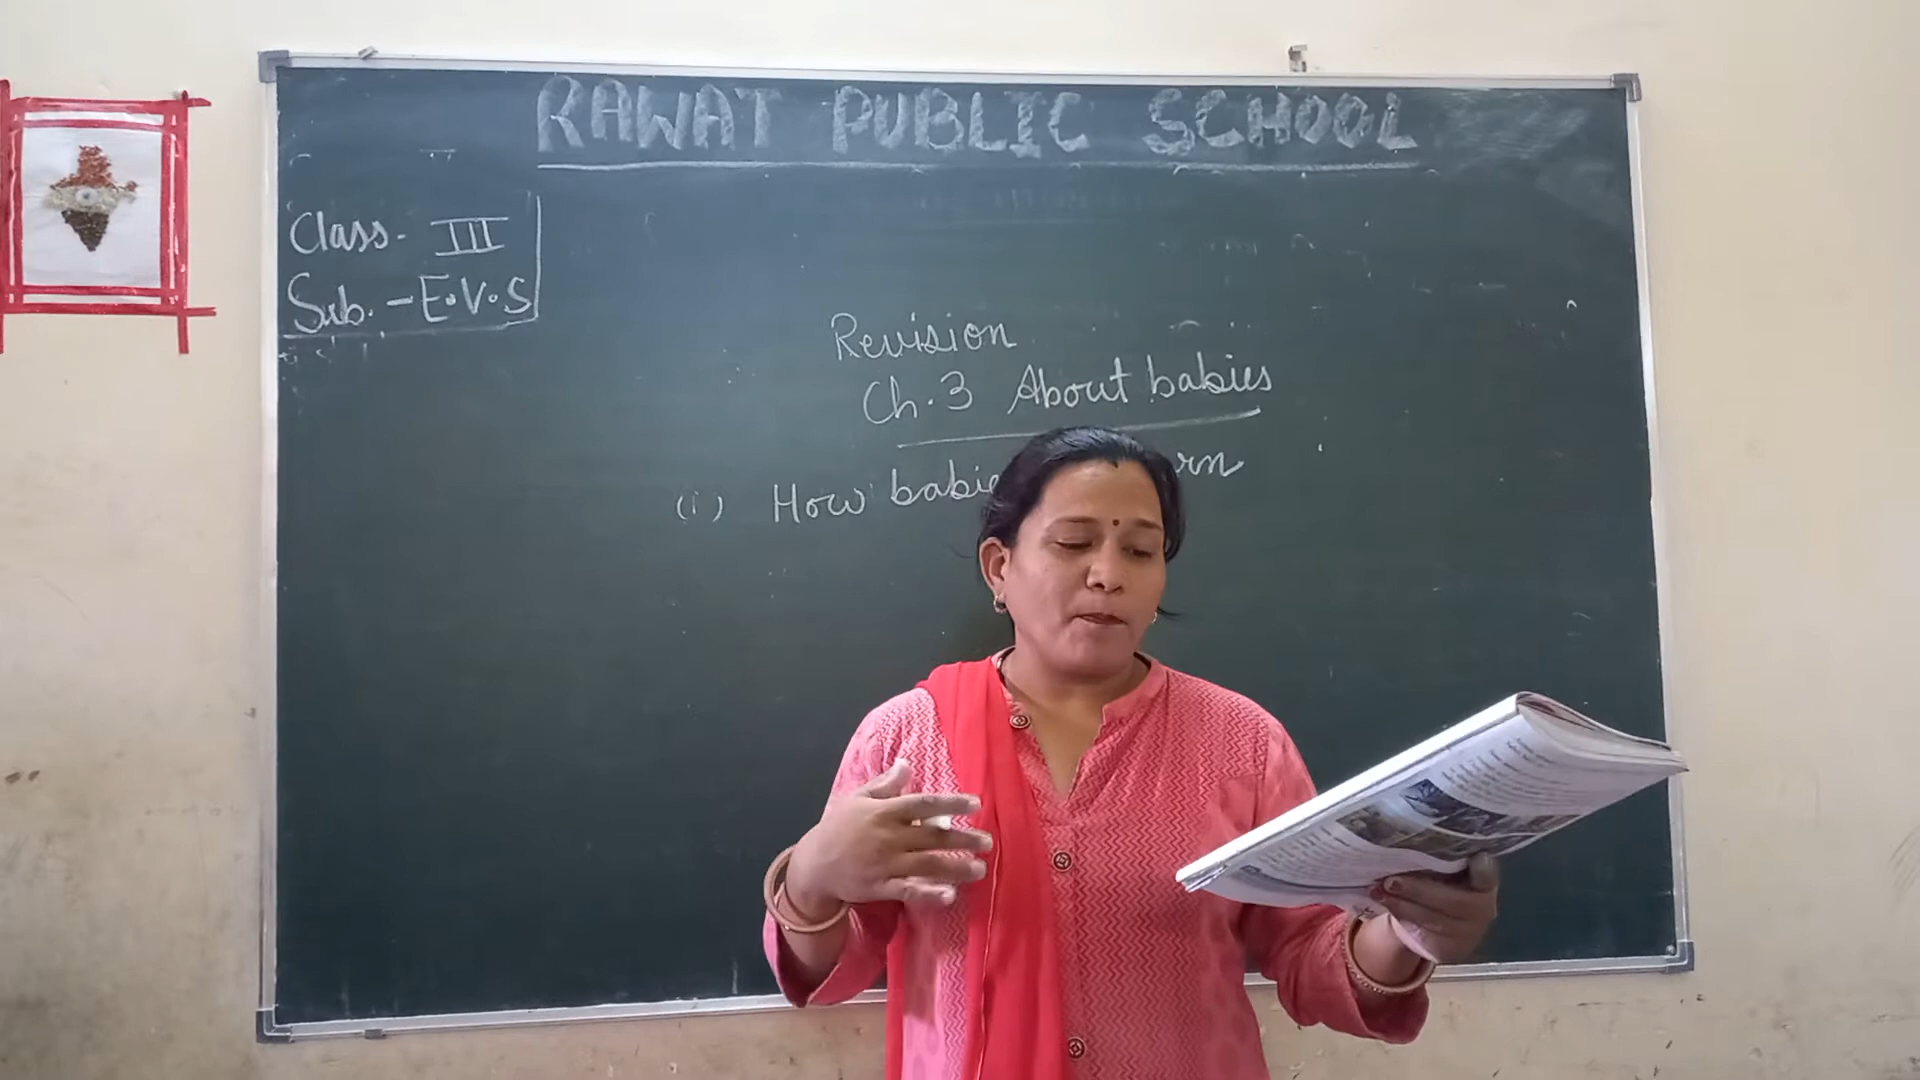 RAWAT PUBLIC SCHOOL
Class- III
Sub. - E.V.S
Revision
Ch. 3 About babies
(i) How